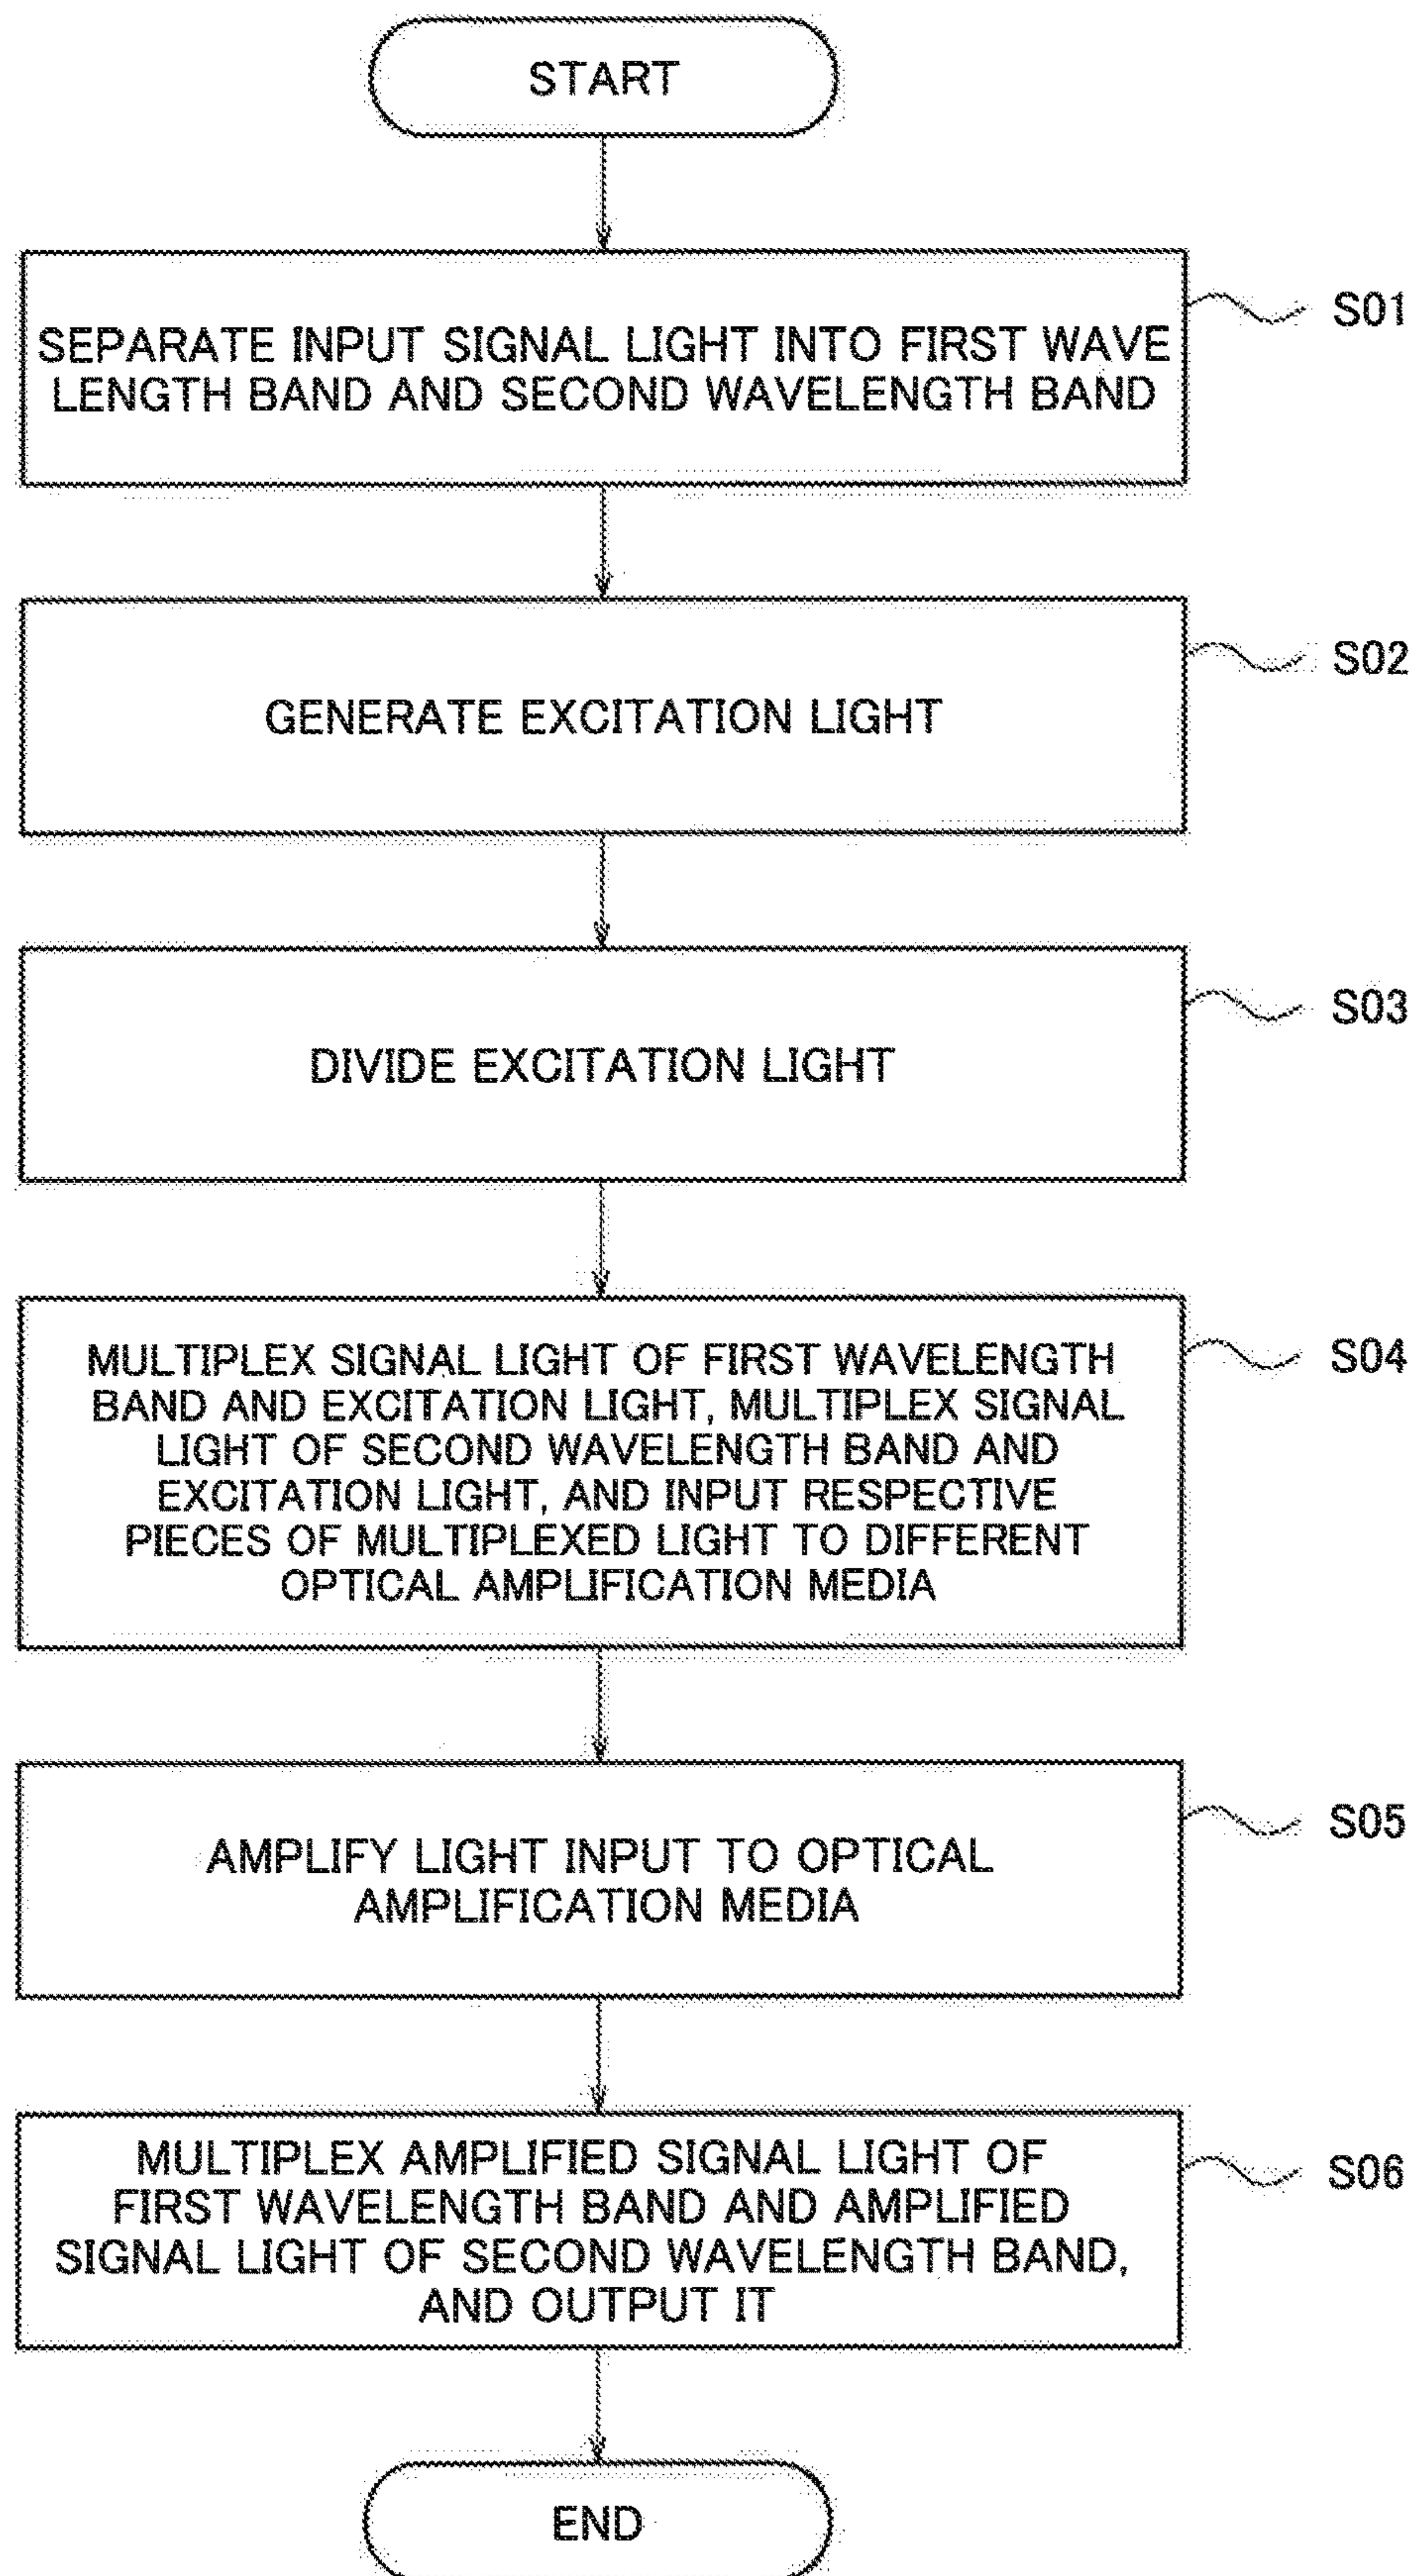 START
SEPARATE INPUT SIGNAL LIGHT INTO FIRST WAVE
LENGTH BAND AND SECOND WAVELENGTH BAND
S01
GENERATE EXCITATION LIGHT
S02
DIVIDE EXCITATION LIGHT
S03
MULTIPLEX SIGNAL LIGHT OF FIRST WAVELENGTH
BAND AND EXCITATION LIGHT, MULTIPLEX SIGNAL
LIGHT OF SECOND WAVELENGTH BAND AND
EXCITATION LIGHT, AND INPUT RESPECTIVE
PIECES OF MULTIPLEXED LIGHT TO DIFFERENT
OPTICAL AMPLIFICATION MEDIA
S04
AMPLIFY LIGHT INPUT TO OPTICAL
AMPLIFICATION MEDIA
S05
MULTIPLEX AMPLIFIED SIGNAL LIGHT OF
FIRST WAVELENGTH BAND AND AMPLIFIED
SIGNAL LIGHT OF SECOND WAVELENGTH BAND,
AND OUTPUT IT
S06
END